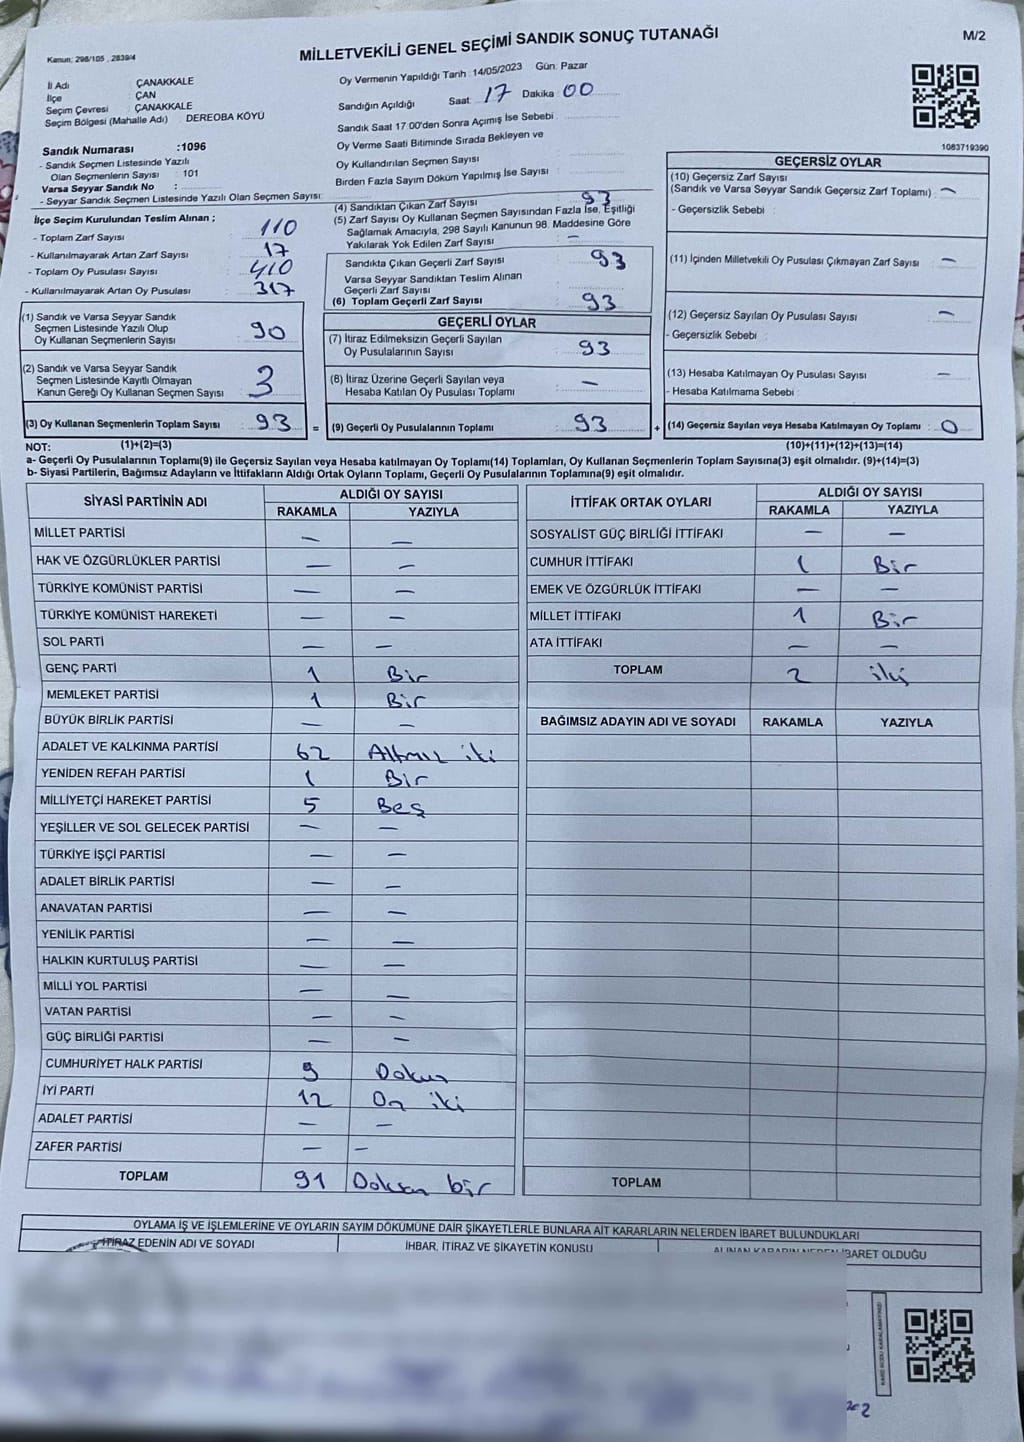 MİLLETVEKİLİ GENEL SEÇİMİ SANDIK SONUÇ TUTANAĞI
M/2
Kanun: 298/105 , 2839/4
İl Adı ÇANAKKALE
İlçe ÇAN
Seçim Çevresi ÇANAKKALE
Seçim Bölgesi (Mahalle Adı) DEREOBA KÖYÜ
Sandık Numarası :1096
- Sandık Seçmen Listesinde Yazılı
Olan Seçmenlerin Sayısı : 101
Varsa Seyyar Sandık No :
- Seyyar Sandık Seçmen Listesinde Yazılı Olan Seçmen Sayısı:
Oy Vermenin Yapıldığı Tarih :14/05/2023 Gün: Pazar
Sandığın Açıldığı Saat: 17 Dakika: 00
Sandık Saat 17:00'den Sonra Açımış İse Sebebi :
Oy Verme Saati Bitiminde Sırada Bekleyen ve
Oy Kullandırılan Seçmen Sayısı
Birden Fazla Sayım Döküm Yapılmış İse Sayısı :
1083719390
İlçe Seçim Kurulundan Teslim Alınan ;
- Toplam Zarf Sayısı : 110
- Kullanılmayarak Artan Zarf Sayısı : 17
- Toplam Oy Pusulası Sayısı : 410
- Kullanılmayarak Artan Oy Pusulası : 317
(1) Sandık ve Varsa Seyyar Sandık
Seçmen Listesinde Yazılı Olup
Oy Kullanan Seçmenlerin Sayısı : 90
(2) Sandık ve Varsa Seyyar Sandık
Seçmen Listesinde Kayıtlı Olmayan
Kanun Gereği Oy Kullanan Seçmen Sayısı : 3
(3) Oy Kullanan Seçmenlerin Toplam Sayısı : 93
(4) Sandıktan Çıkan Zarf Sayısı : 93
(5) Zarf Sayısı Oy Kullanan Seçmen Sayısından Fazla İse, Eşitliği
Sağlamak Amacıyla, 298 Sayılı Kanunun 98. Maddesine Göre
Yakılarak Yok Edilen Zarf Sayısı : —
Sandıkta Çıkan Geçerli Zarf Sayısı : 93
Varsa Seyyar Sandıktan Teslim Alınan
Geçerli Zarf Sayısı :
(6) Toplam Geçerli Zarf Sayısı : 93
GEÇERLİ OYLAR
(7) İtiraz Edilmeksizin Geçerli Sayılan
Oy Pusulalarının Sayısı : 93
(8) İtiraz Üzerine Geçerli Sayılan veya
Hesaba Katılan Oy Pusulası Toplamı : —
= (9) Geçerli Oy Pusulalarının Toplamı : 93
GEÇERSİZ OYLAR
(10) Geçersiz Zarf Sayısı
(Sandık ve Varsa Seyyar Sandık Geçersiz Zarf Toplamı) : —
- Geçersizlik Sebebi :
(11) İçinden Milletvekili Oy Pusulası Çıkmayan Zarf Sayısı : —
(12) Geçersiz Sayılan Oy Pusulası Sayısı : —
- Geçersizlik Sebebi :
(13) Hesaba Katılmayan Oy Pusulası Sayısı : —
- Hesaba Katılmama Sebebi :
+ (14) Geçersiz Sayılan veya Hesaba Katılmayan Oy Toplamı : 0
NOT: (1)+(2)=(3) (10)+(11)+(12)+(13)=(14)
a- Geçerli Oy Pusulalarının Toplamı(9) ile Geçersiz Sayılan veya Hesaba katılmayan Oy Toplamı(14) Toplamları, Oy Kullanan Seçmenlerin Toplam Sayısına(3) eşit olmalıdır. (9)+(14)=(3)
b- Siyasi Partilerin, Bağımsız Adayların ve İttifakların Aldığı Ortak Oyların Toplamı, Geçerli Oy Pusulalarının Toplamına(9) eşit olmalıdır.
SİYASİ PARTİNİN ADI ALDIĞI OY SAYISI
RAKAMLA YAZIYLA
MİLLET PARTİSİ — —
HAK VE ÖZGÜRLÜKLER PARTİSİ — —
TÜRKİYE KOMÜNİST PARTİSİ — —
TÜRKİYE KOMÜNİST HAREKETİ — —
SOL PARTİ — —
GENÇ PARTİ 1 Bir
MEMLEKET PARTİSİ 1 Bir
BÜYÜK BİRLİK PARTİSİ — —
ADALET VE KALKINMA PARTİSİ 62 Altmış iki
YENİDEN REFAH PARTİSİ 1 Bir
MİLLİYETÇİ HAREKET PARTİSİ 5 Beş
YEŞİLLER VE SOL GELECEK PARTİSİ — —
TÜRKİYE İŞÇİ PARTİSİ — —
ADALET BİRLİK PARTİSİ — —
ANAVATAN PARTİSİ — —
YENİLİK PARTİSİ — —
HALKIN KURTULUŞ PARTİSİ — —
MİLLİ YOL PARTİSİ — —
VATAN PARTİSİ — —
GÜÇ BİRLİĞİ PARTİSİ — —
CUMHURİYET HALK PARTİSİ 9 Dokuz
İYİ PARTİ 12 On iki
ADALET PARTİSİ — —
ZAFER PARTİSİ — —
TOPLAM 91 Doksan bir
İTTİFAK ORTAK OYLARI ALDIĞI OY SAYISI
RAKAMLA YAZIYLA
SOSYALİST GÜÇ BİRLİĞİ İTTİFAKI — —
CUMHUR İTTİFAKI 1 Bir
EMEK VE ÖZGÜRLÜK İTTİFAKI — —
MİLLET İTTİFAKI 1 Bir
ATA İTTİFAKI — —
TOPLAM 2 iki
BAĞIMSIZ ADAYIN ADI VE SOYADI RAKAMLA YAZIYLA
TOPLAM
OYLAMA İŞ VE İŞLEMLERİNE VE OYLARIN SAYIM DÖKÜMÜNE DAİR ŞİKAYETLERLE BUNLARA AİT KARARLARIN NELERDEN İBARET BULUNDUKLARI
İTİRAZ EDENİN ADI VE SOYADI İHBAR, İTİRAZ VE ŞİKAYETİN KONUSU ALINAN KARARIN NEDEN İBARET OLDUĞU